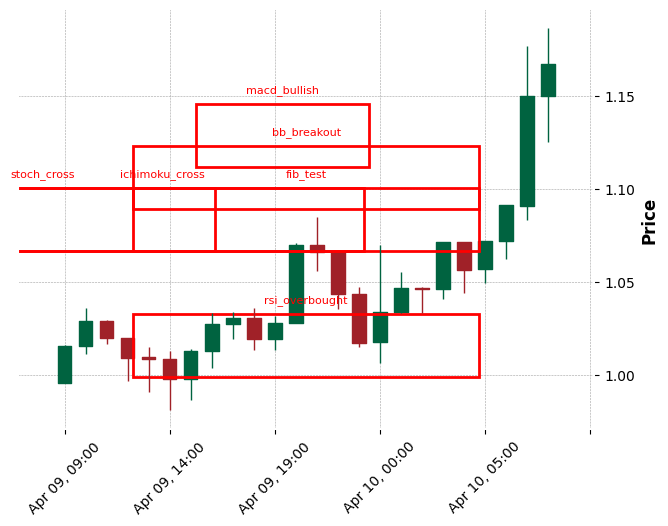 macd_bullish
1.15
bb_breakout
stoch_cross
ichimoku_cross
fib_test
1.10
Price
1.05
rsi_overbought
1.00
Apr 09, 09:00
Apr 09, 14:00
Apr 09, 19:00
Apr 10, 00:00
Apr 10, 05:00